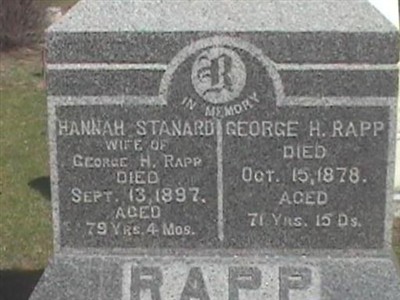 R
IN MEMORY
HANNAH STANARD
WIFE OF
GEORGE H. RAPP
DIED
SEPT. 13, 1897.
AGED
79 YRS. 4 MOS.
GEORGE H. RAPP
DIED
OCT. 15, 1878.
AGED
71 YRS. 15 DS.
RAPP